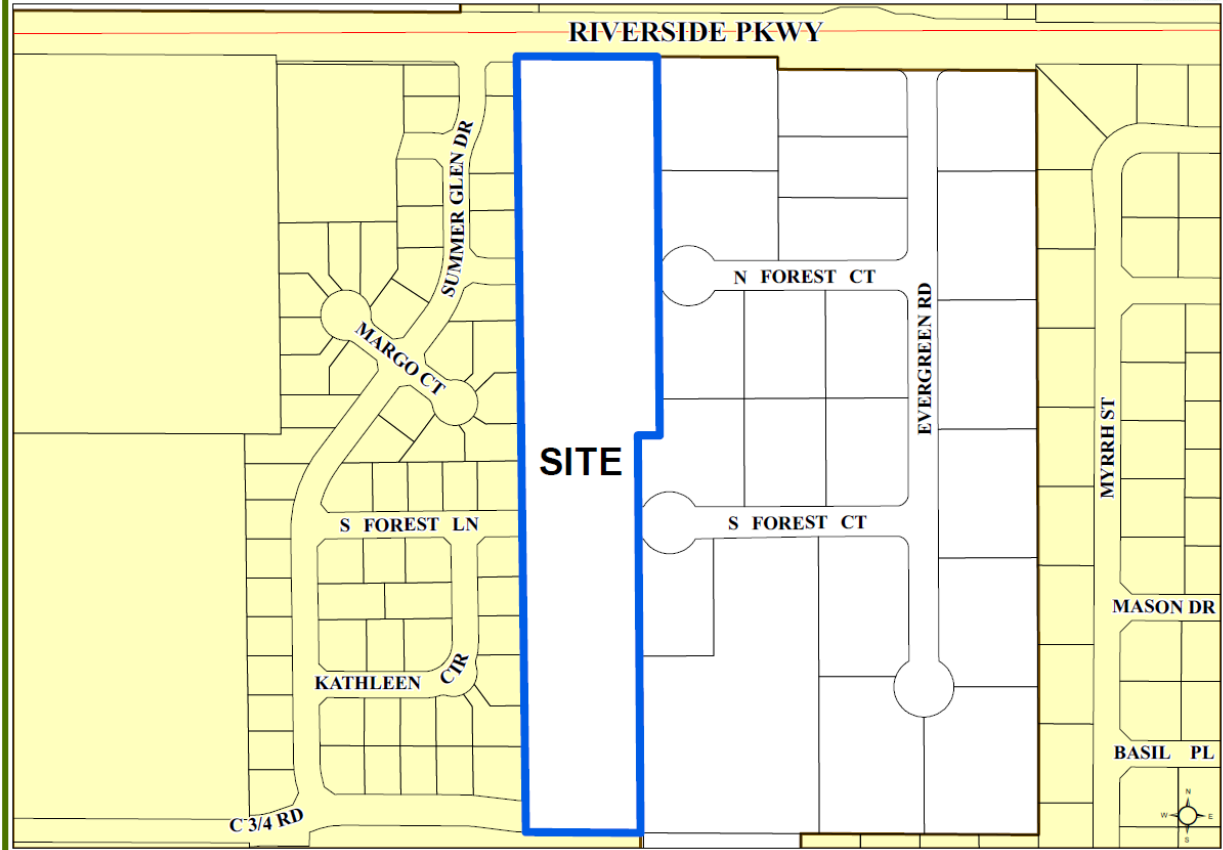 RIVERSIDE PKWY
SUMMER GLEN DR
N FOREST CT
MARGO CT
EVERGREEN RD
MYRRH ST
SITE
S FOREST LN
S FOREST CT
MASON DR
KATHLEEN CIR
BASIL PL
C 3/4 RD
N
W E
S